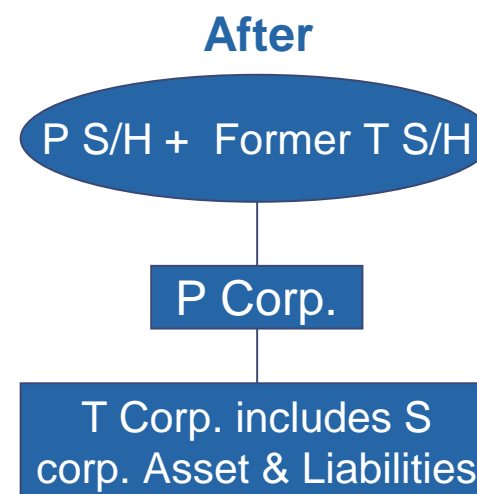 After
P S/H + Former T S/H
P Corp.
T Corp. includes S
corp. Asset & Liabilities